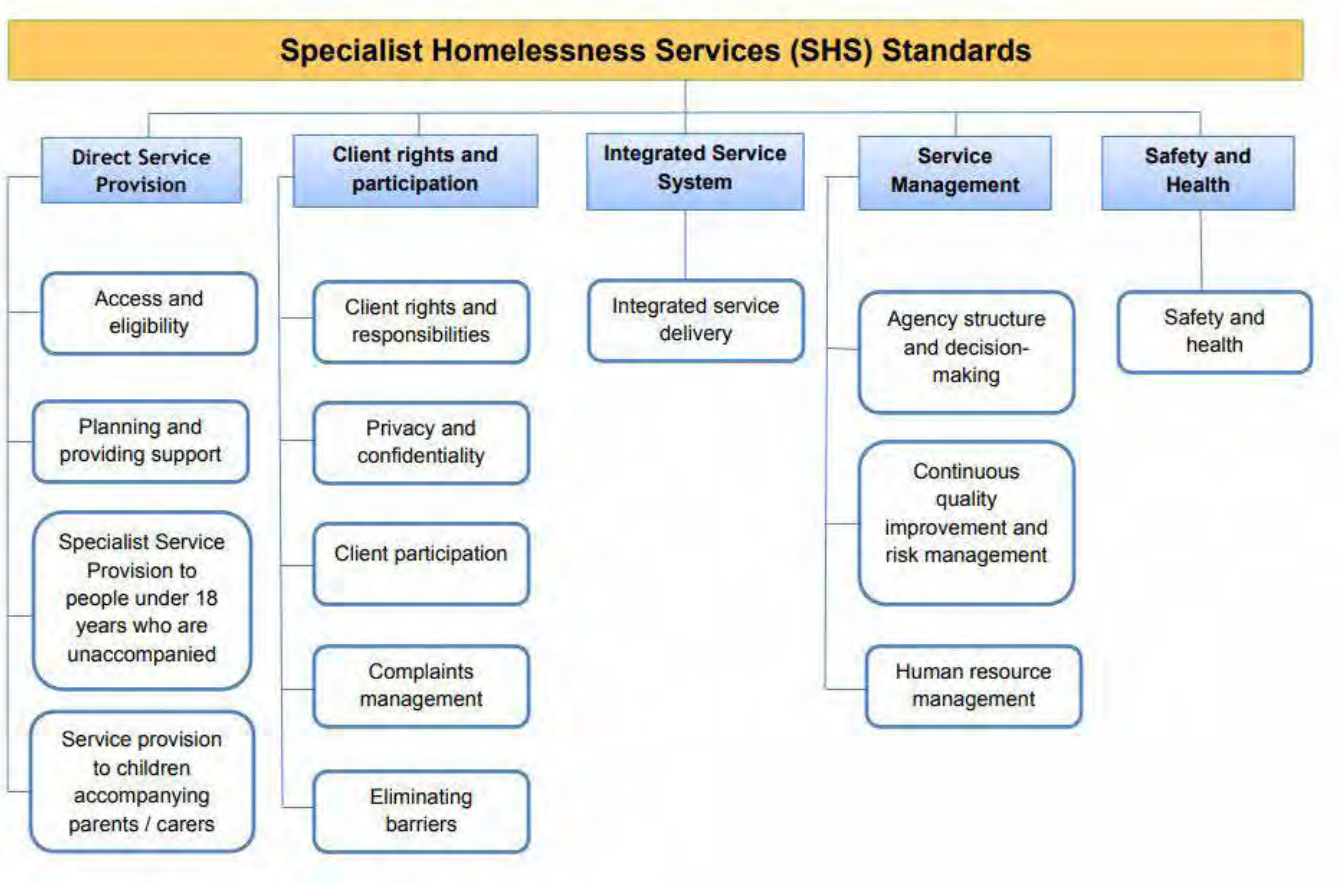 Specialist Homelessness Services (SHS) Standards
Direct Service
Provision
Access and
eligibility
Planning and
providing support
Specialist Service
Provision to
people under 18
years who are
unaccompanied
Service provision
to children
accompanying
parents / carers
Client rights and
participation
Client rights and
responsibilities
Privacy and
confidentiality
Client participation
Complaints
management
Eliminating
barriers
Integrated Service
System
Integrated service
delivery
Service
Management
Agency structure
and decision-
making
Continuous
quality
improvement and
risk management
Human resource
management
Safety and
Health
Safety and
health